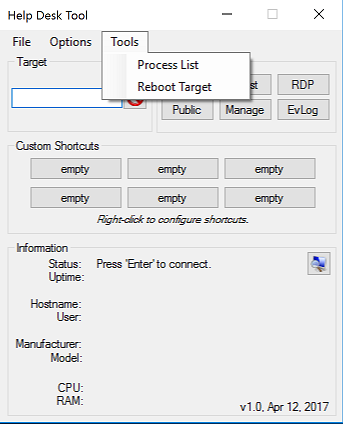 Help Desk Tool
File Options Tools
Process List
Reboot Target
Target
RDP
Public Manage EvLog
Custom Shortcuts
empty empty empty
empty empty empty
Right-click to configure shortcuts.
Information
Status: Press 'Enter' to connect.
Uptime:
Hostname:
User:
Manufacturer:
Model:
CPU:
RAM:
v1.0, Apr 12, 2017